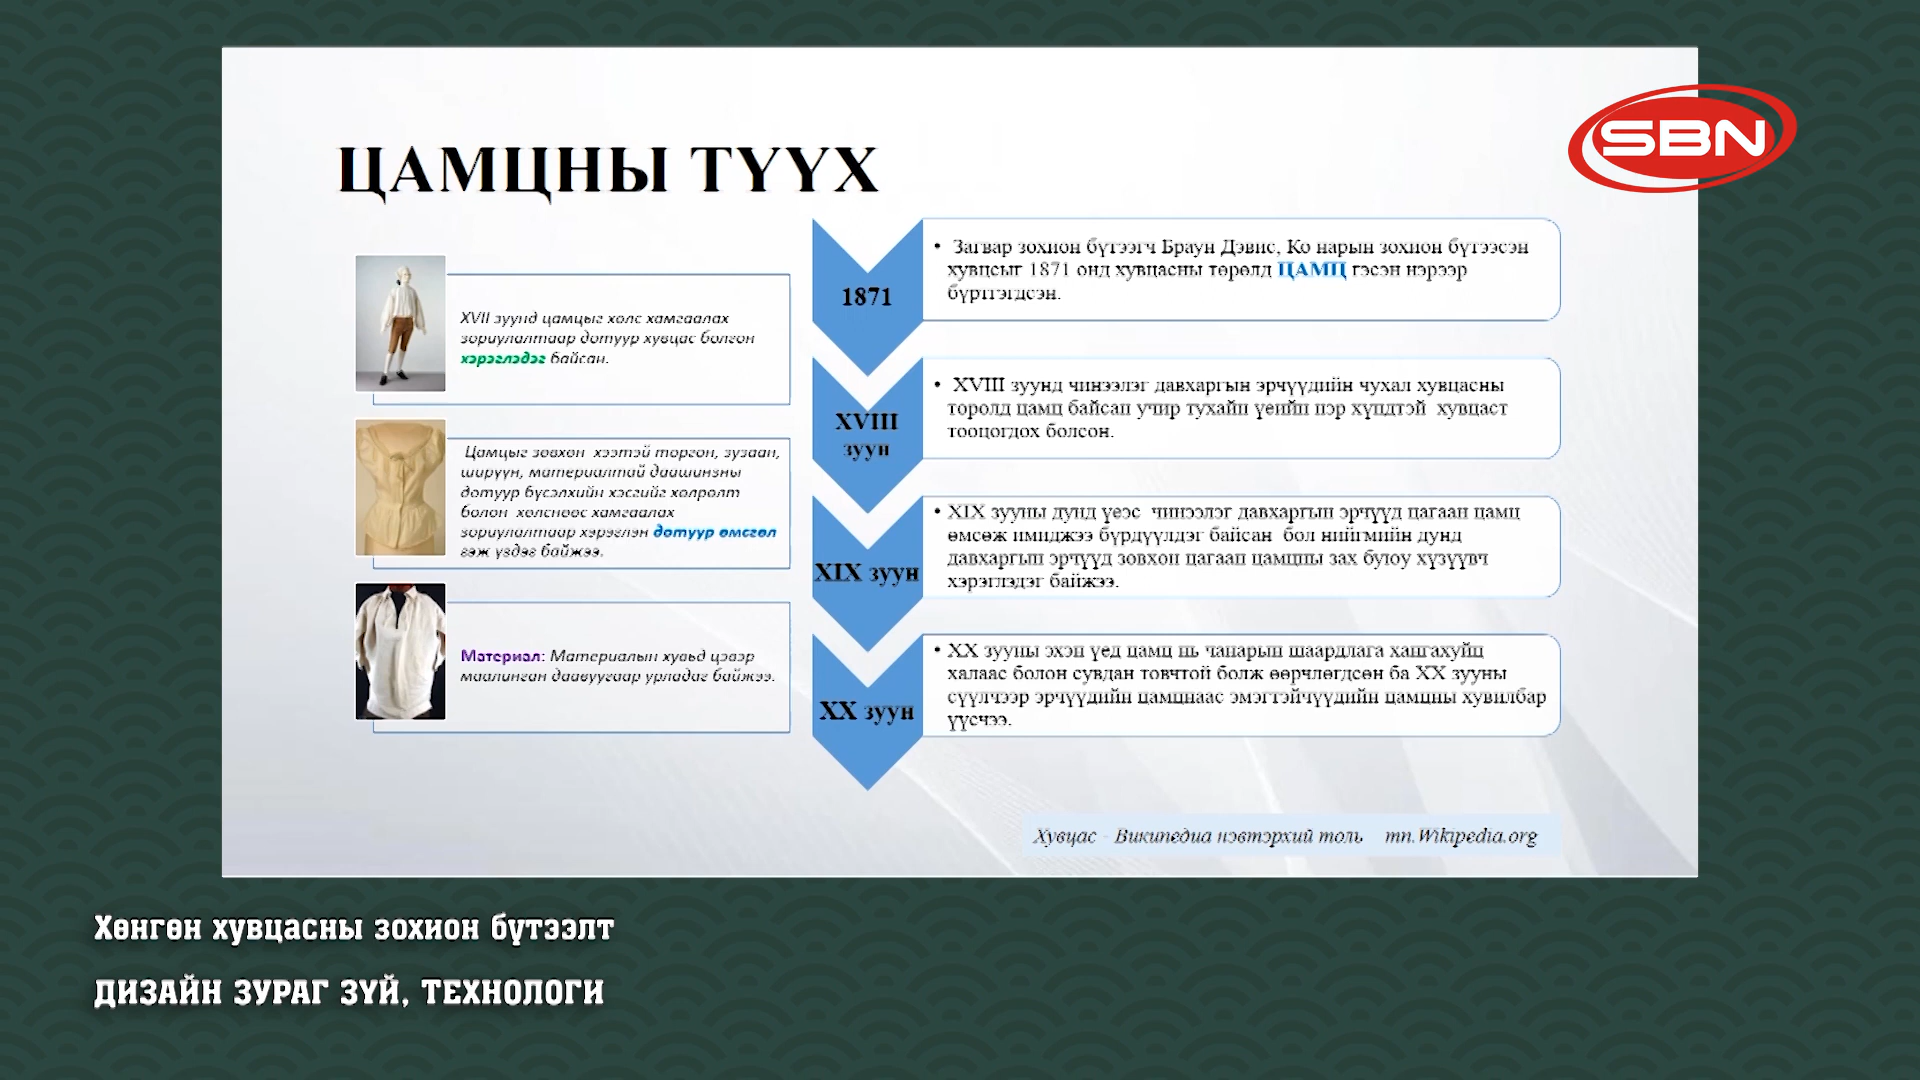 SBN
ЦАМЦНЫ ТҮҮХ
XVII зуунд цамцыг хөлс хамгаалах
зориулалтаар дотуур хувцас болгон
хэрэглэдэг байсан.
Цамцыг зөвхөн хээтэй торгон, зузаан,
ширүүн, материалтай даашинзны
дотуур бүсэлхийн хэсгийг холролт
болон хөлснөөс хамгаалах
зориулалтаар хэрэглэн дотуур өмсгөл
гэж үздэг байжээ.
Материал: Материалын хувьд цэвэр
маалинган даавуугаар урладаг байжээ.
1871
• Загвар зохион бүтээгч Браун Дэвис, Ко нарын зохион бүтээсэн
хувцсыг 1871 онд хувцасны төрөлд ЦАМЦ гэсэн нэрээр
бүртгэгдсэн.
XVIII
зуун
• XVIII зуунд чинээлэг давхаргын эрчүүдийн чухал хувцасны
төрөлд цамц байсан учир тухайн үеийн нэр хүндтэй хувцаст
тооцогдох болсон.
XIX зуун
• XIX зууны дунд үеэс чинээлэг давхаргын эрчүүд цагаан цамц
өмсөж имиджээ бүрдүүлдэг байсан бол нийгмийн дунд
давхаргын эрчүүд зөвхөн цагаан цамцны зах буюу хүзүүвч
хэрэглэдэг байжээ.
XX зуун
• XX зууны эхэн үед цамц нь чанарын шаардлага хангахуйц
халаас болон сувдан товчтой болж өөрчлөгдсөн ба XX зууны
сүүлчээр эрчүүдийн цамцнаас эмэгтэйчүүдийн цамцны хувилбар
үүсчээ.
Хувцас - Википедиа нэвтэрхий толь mn.Wikipedia.org
Хөнгөн хувцасны зохион бүтээлт
ДИЗАЙН ЗУРАГ ЗҮЙ, ТЕХНОЛОГИ